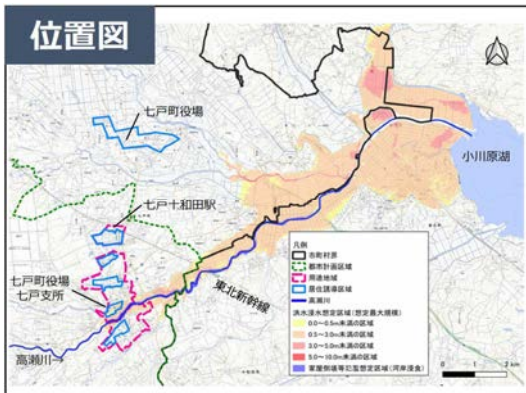 位置図
七戸町役場
小川原湖
七戸十和田駅
七戸町役場
七戸支所
東北新幹線
高瀬川
凡例
市町村界
都市計画区域
用途地域
居住誘導区域
高瀬川
洪水浸水想定区域(想定最大規模)
0.0～0.5m未満の区域
0.5～3.0m未満の区域
3.0～5.0m未満の区域
5.0～10.0m未満の区域
家屋倒壊等氾濫想定区域(河岸浸食)
0 1 2 km